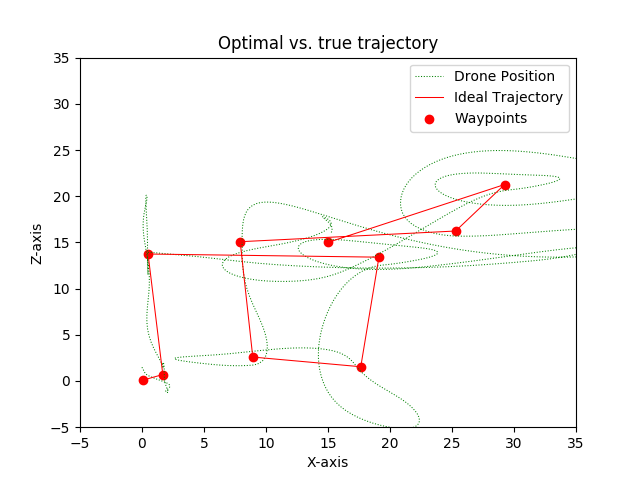 Optimal vs. true trajectory
Drone Position
Ideal Trajectory
Waypoints
Z-axis
35
30
25
20
15
10
5
0
−5
−5 0 5 10 15 20 25 30 35
X-axis